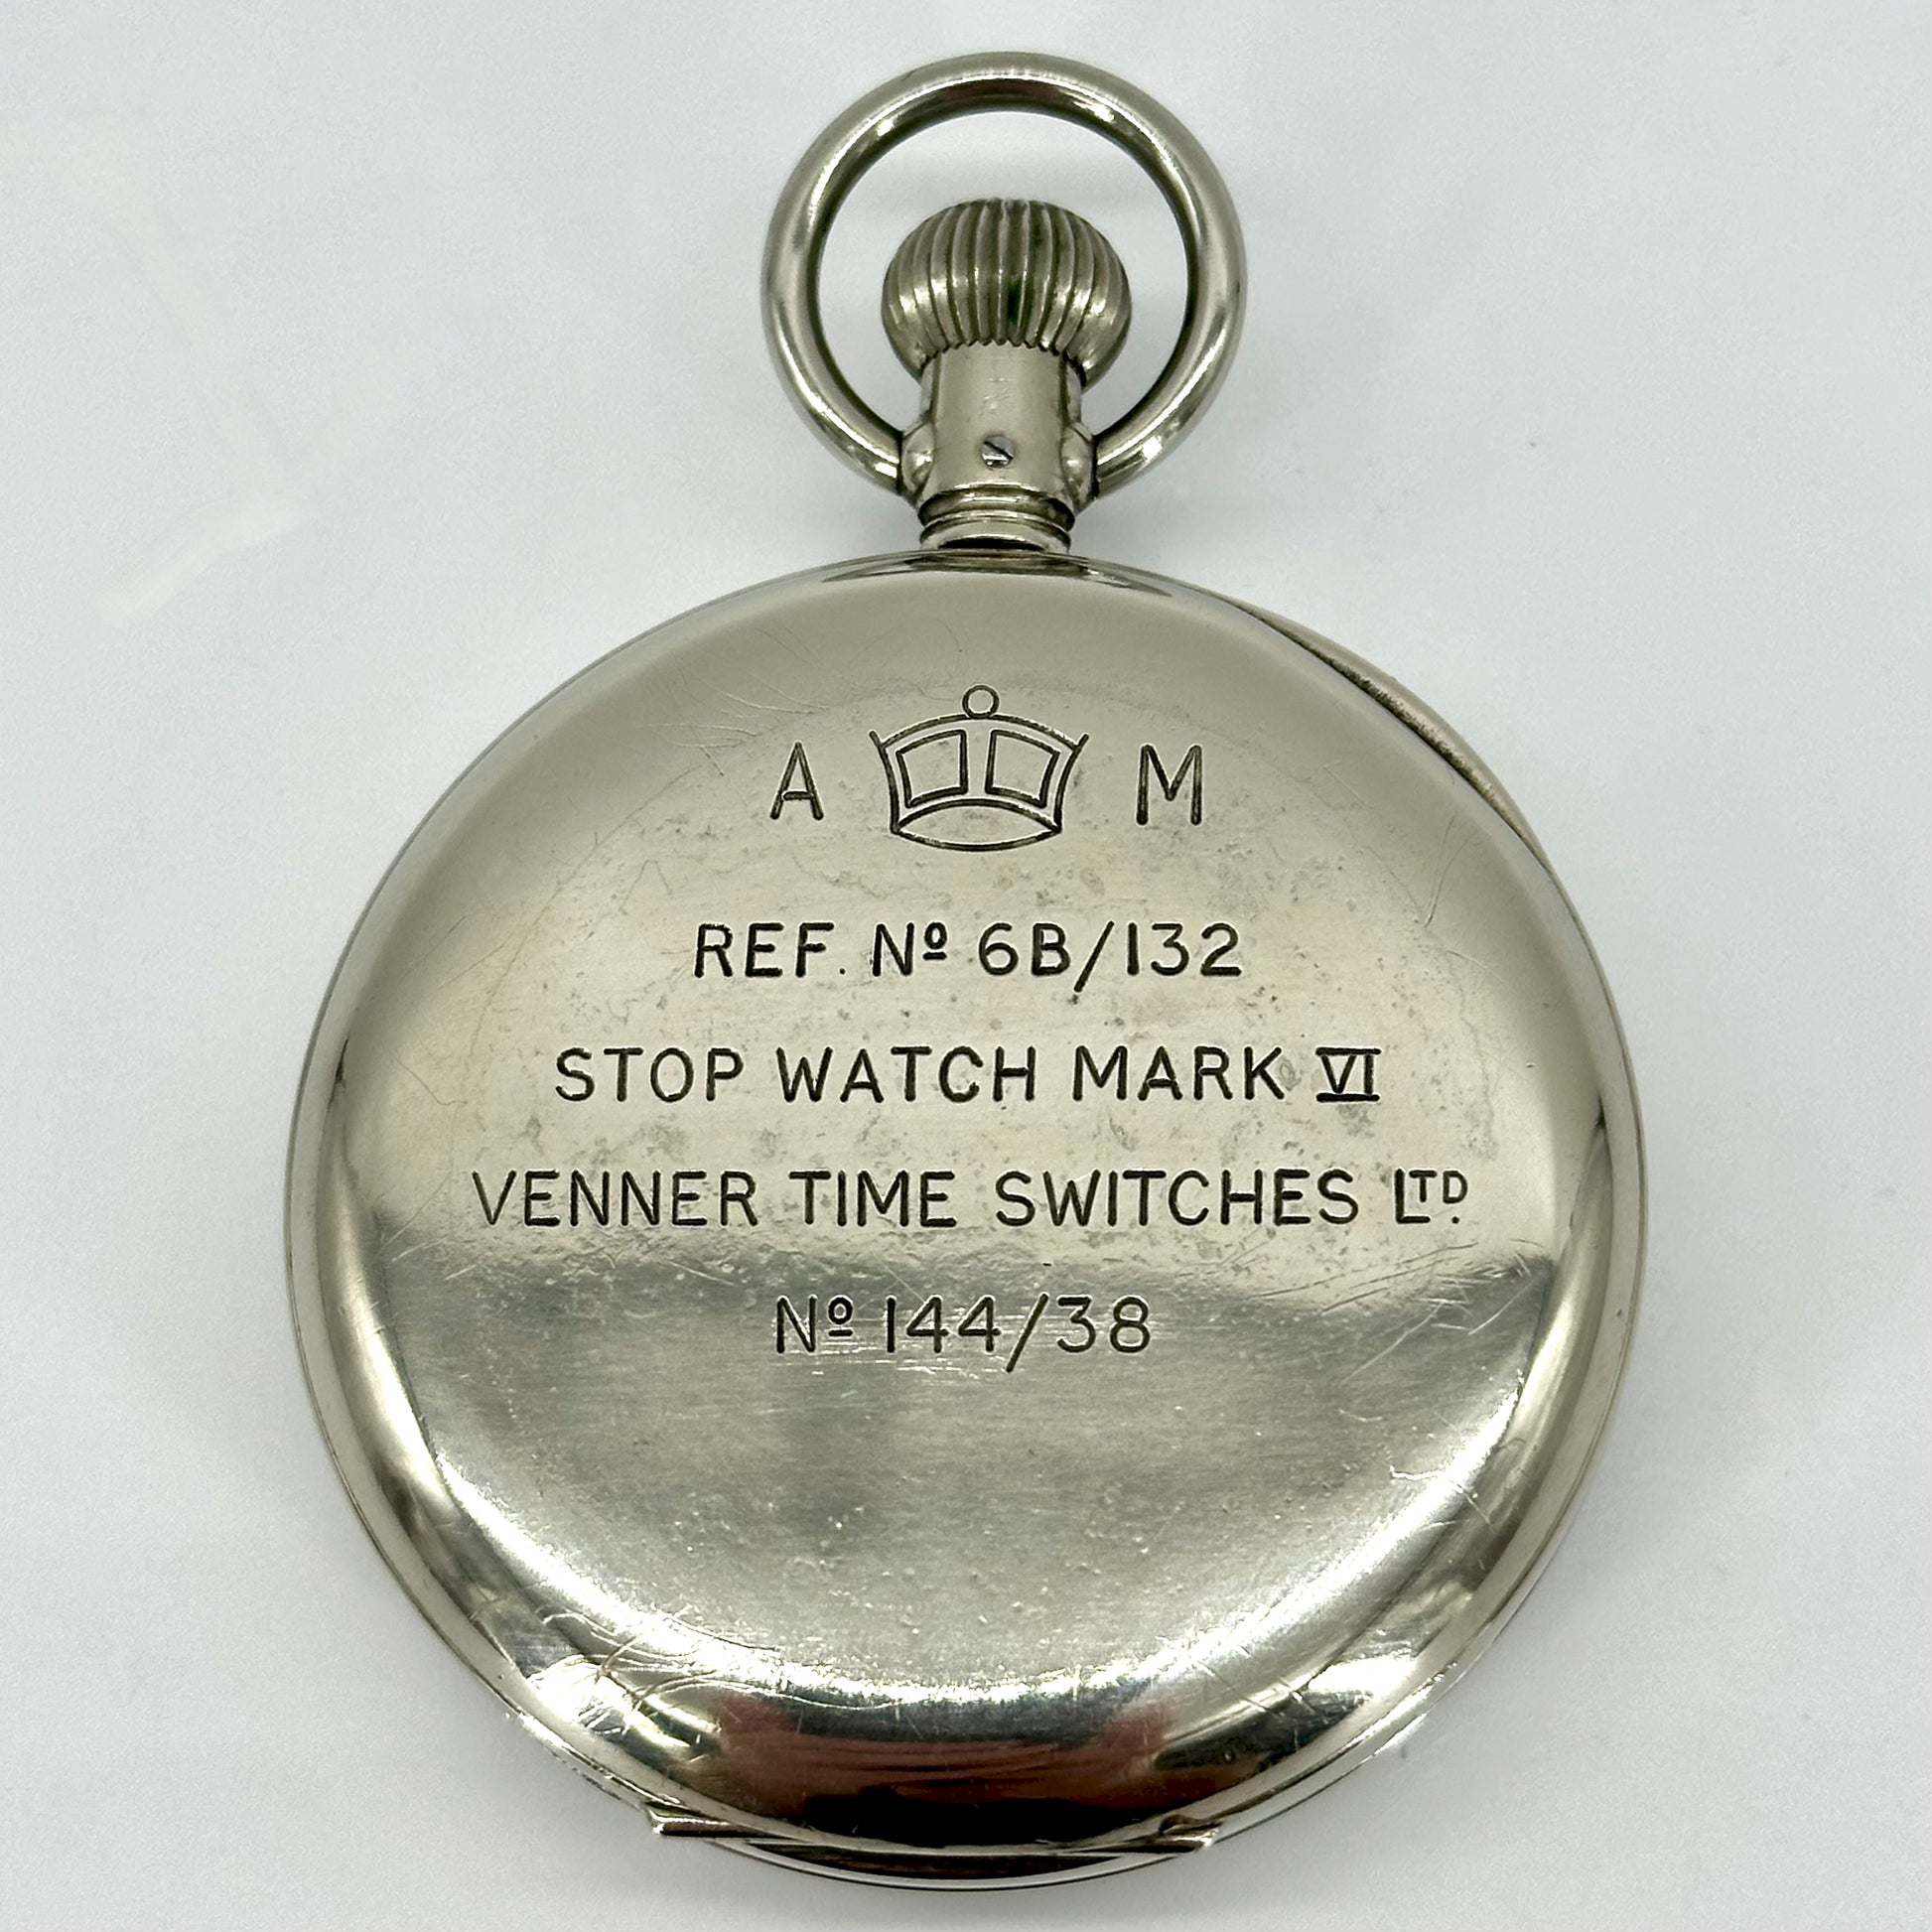 A M
REF. Nº 6B/132
STOP WATCH MARK VI
VENNER TIME SWITCHES LTD.
Nº 144/38